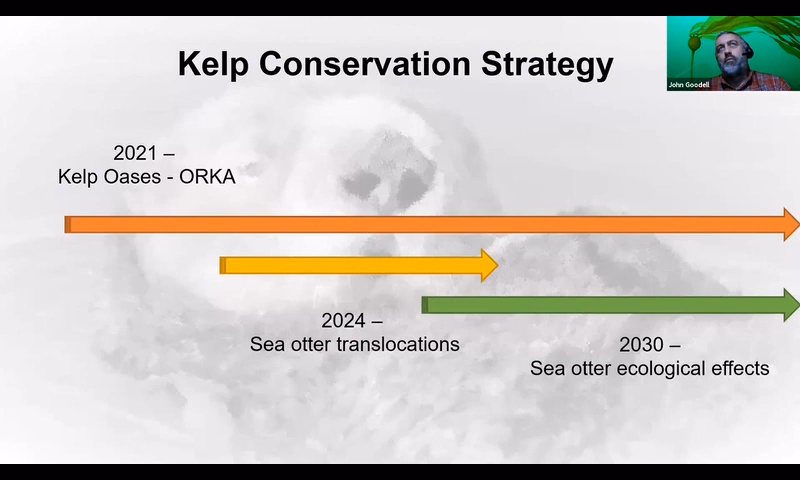 Kelp Conservation Strategy
John Goodell
2021 –
Kelp Oases - ORKA
2024 –
Sea otter translocations
2030 –
Sea otter ecological effects